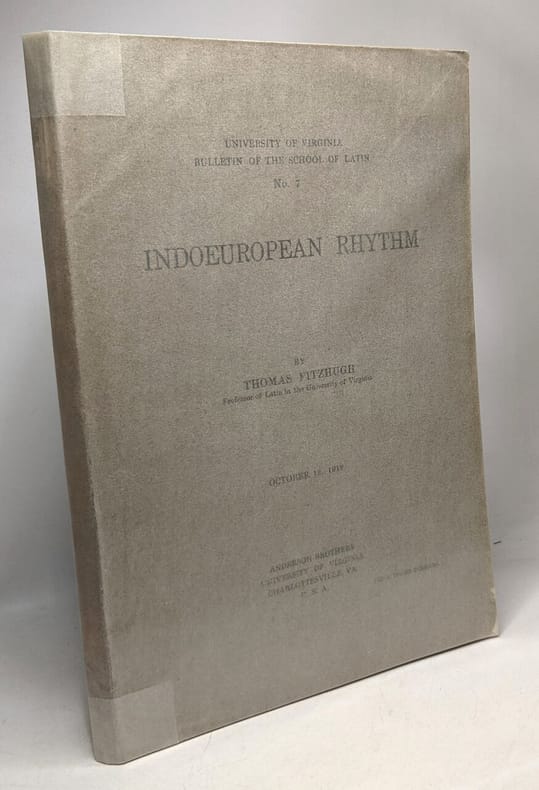 UNIVERSITY OF VIRGINIA
BULLETIN OF THE SCHOOL OF LATIN
No. 7
INDOEUROPEAN RHYTHM
BY
THOMAS FITZHUGH
Professor of Latin in the University of Virginia
OCTOBER
ANDERSON BROTHERS
UNIVERSITY OF VIRGINIA
CHARLOTTESVILLE, VA.
U. S. A.